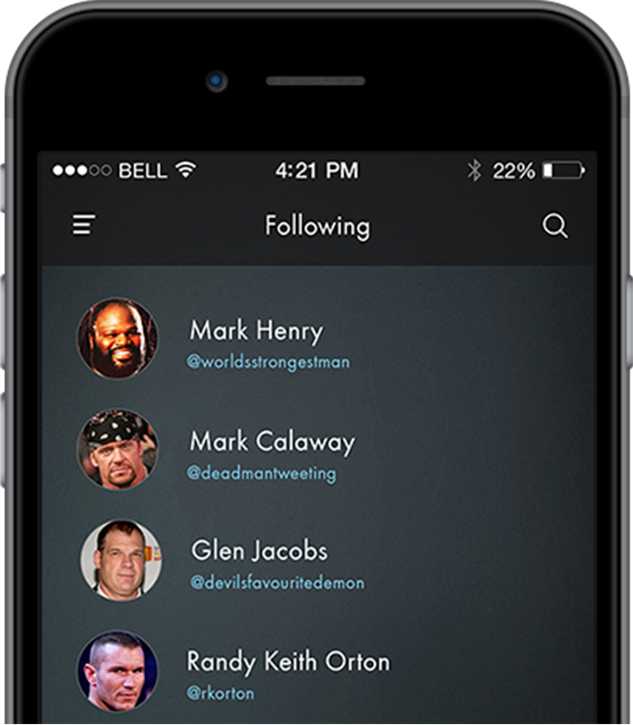 BELL 4:21 PM 22%
Following
Mark Henry
@worldsstrongestman
Mark Calaway
@deadmantweeting
Glen Jacobs
@devilsfavouritedemon
Randy Keith Orton
@rkorton